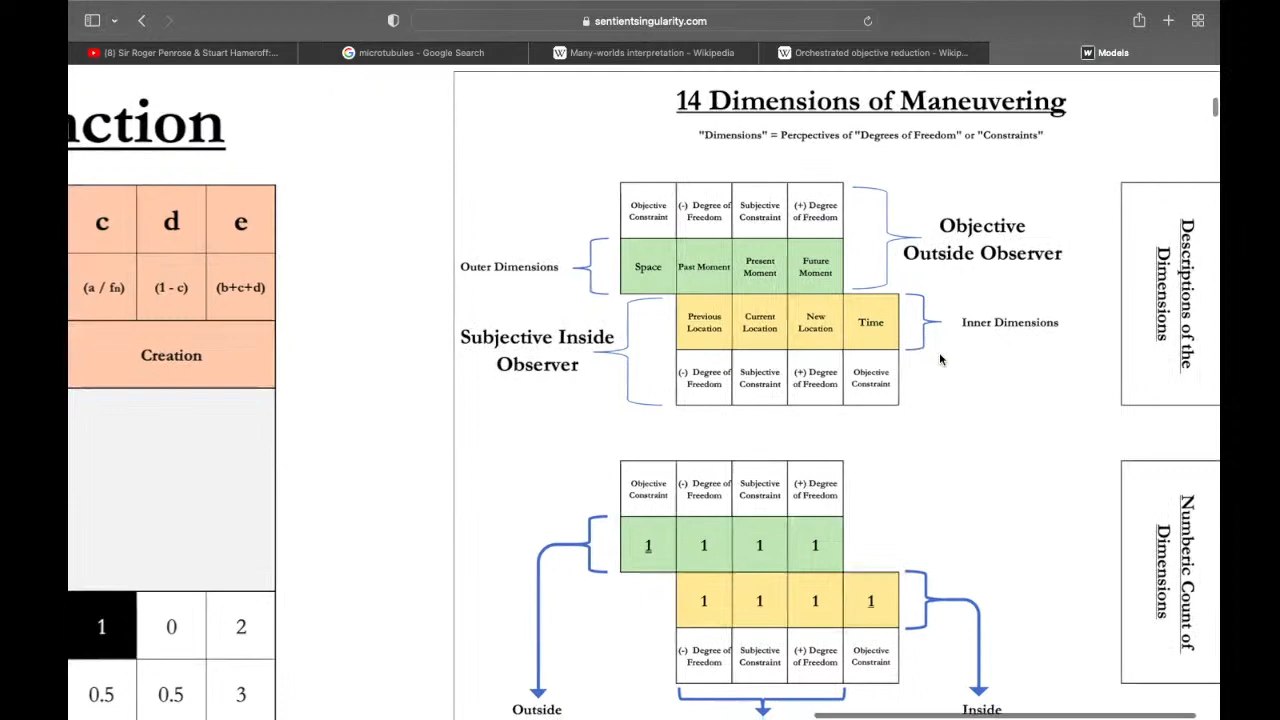 sentientsingularity.com
(8) Sir Roger Penrose & Stuart Hameroff:...
microtubules - Google Search
Many-worlds interpretation - Wikipedia
Orchestrated objective reduction - Wikip...
Models
nction
c d e
(a / fn) (1 - c) (b+c+d)
Creation
1 0 2
0.5 0.5 3
14 Dimensions of Maneuvering
"Dimensions" = Percpectives of "Degrees of Freedom" or "Constraints"
Objective Constraint
(-) Degree of Freedom
Subjective Constraint
(+) Degree of Freedom
Objective
Outside Observer
Outer Dimensions
Space
Past Moment
Present Moment
Future Moment
Subjective Inside
Observer
Previous Location
Current Location
New Location
Time
Inner Dimensions
(-) Degree of Freedom
Subjective Constraint
(+) Degree of Freedom
Objective Constraint
Descriptions of the
Dimensions
Objective Constraint
(-) Degree of Freedom
Subjective Constraint
(+) Degree of Freedom
1 1 1 1
1 1 1 1
(-) Degree of Freedom
Subjective Constraint
(+) Degree of Freedom
Objective Constraint
Numberic Count of
Dimensions
Outside
Inside